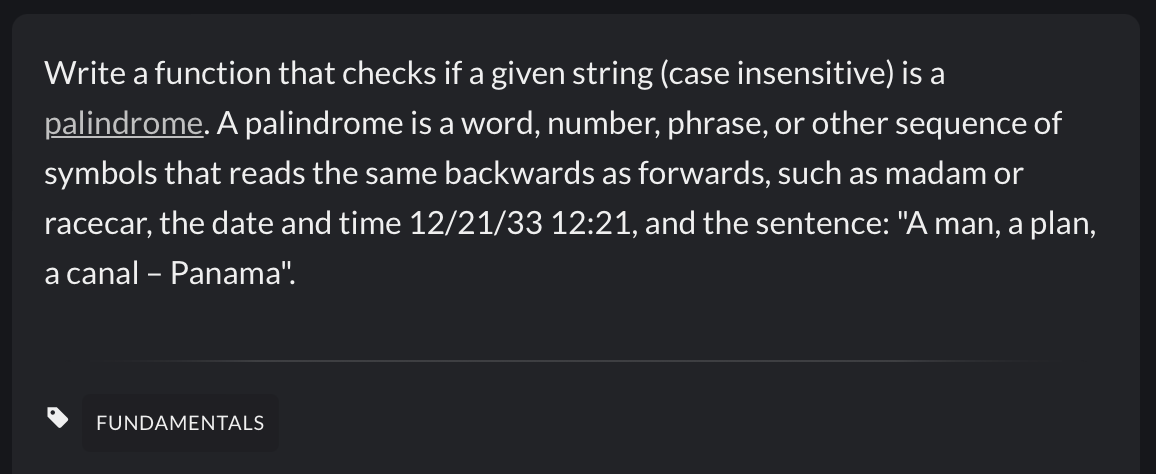 Write a function that checks if a given string (case insensitive) is a
palindrome. A palindrome is a word, number, phrase, or other sequence of
symbols that reads the same backwards as forwards, such as madam or
racecar, the date and time 12/21/33 12:21, and the sentence: "A man, a plan,
a canal – Panama".
FUNDAMENTALS